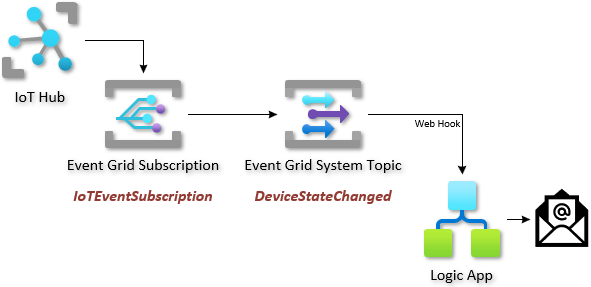 IoT Hub
Event Grid Subscription
IoTEventSubscription
Event Grid System Topic
DeviceStateChanged
Web Hook
Logic App
@